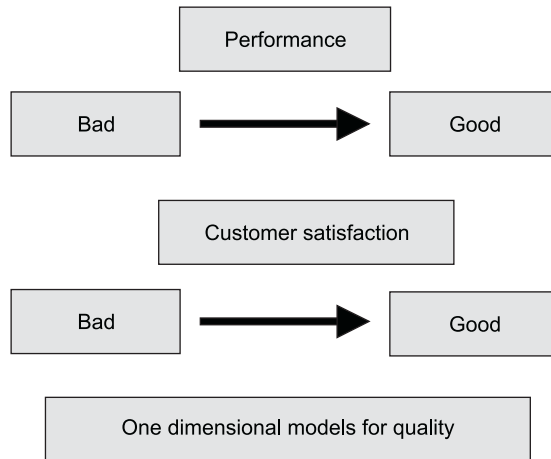 Performance
Bad
Good
Customer satisfaction
Bad
Good
One dimensional models for quality